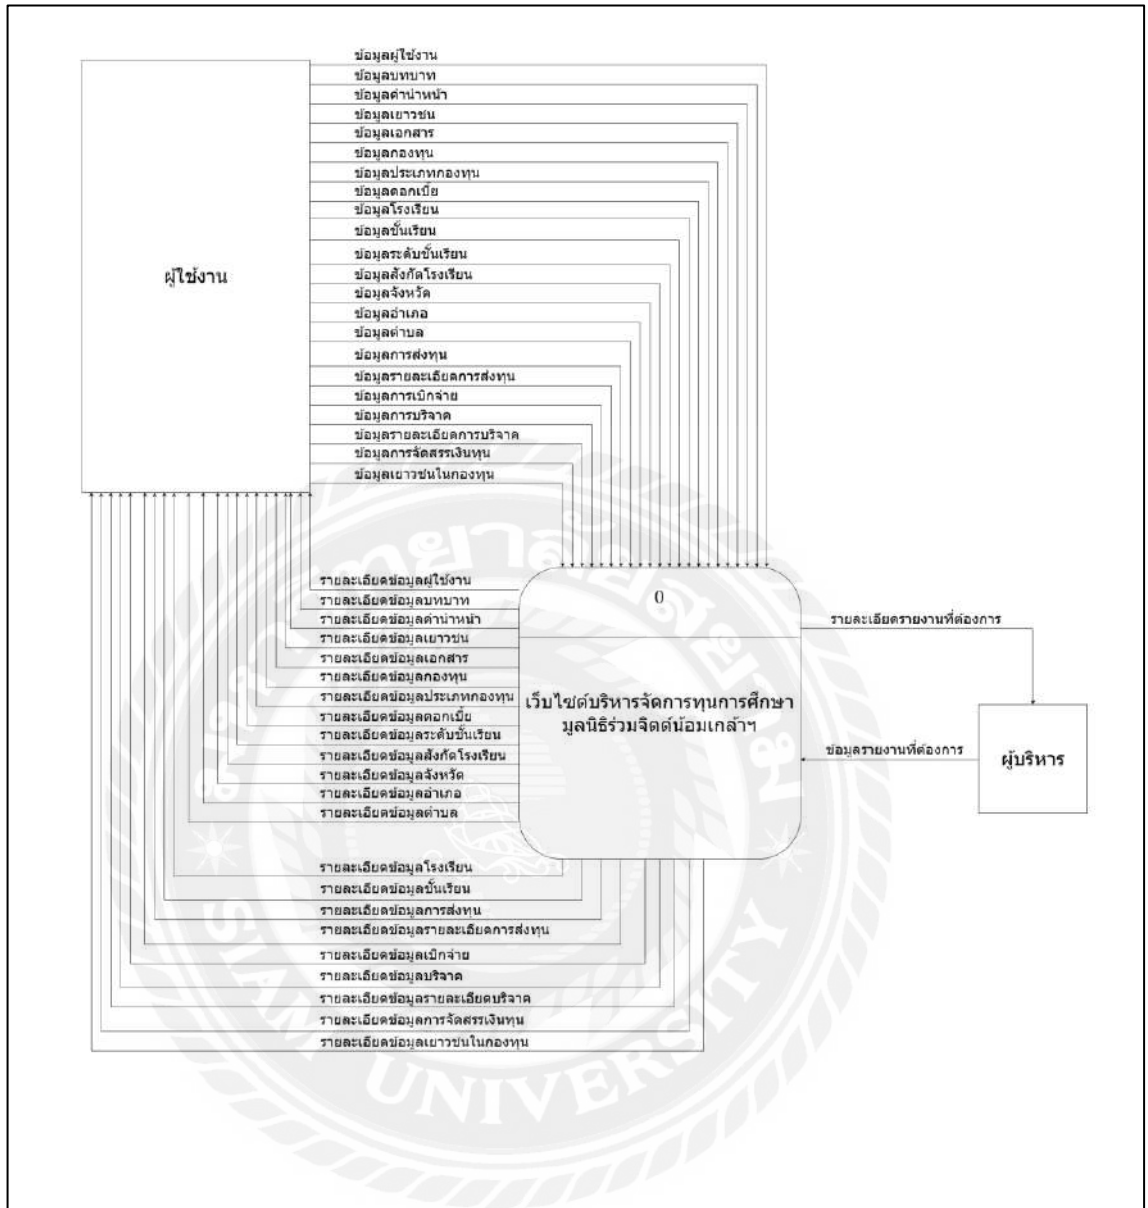 ข้อมูลผู้ใช้งาน
ข้อมูลบทบาท
ข้อมูลคำนำหน้า
ข้อมูลเยาวชน
ข้อมูลเอกสาร
ข้อมูลกองทุน
ข้อมูลประเภทกองทุน
ข้อมูลดอกเบี้ย
ข้อมูลโรงเรียน
ข้อมูลชั้นเรียน
ข้อมูลระดับชั้นเรียน
ข้อมูลสังกัดโรงเรียน
ข้อมูลจังหวัด
ข้อมูลอำเภอ
ข้อมูลตำบล
ข้อมูลการส่งทุน
ข้อมูลรายละเอียดการส่งทุน
ข้อมูลการเบิกจ่าย
ข้อมูลการบริจาค
ข้อมูลรายละเอียดการบริจาค
ข้อมูลการจัดสรรเงินทุน
ข้อมูลเยาวชนในกองทุน
ผู้ใช้งาน
รายละเอียดข้อมูลผู้ใช้งาน
รายละเอียดข้อมูลบทบาท
รายละเอียดข้อมูลคำนำหน้า
รายละเอียดข้อมูลเยาวชน
รายละเอียดข้อมูลเอกสาร
รายละเอียดข้อมูลกองทุน
รายละเอียดข้อมูลประเภทกองทุน
รายละเอียดข้อมูลดอกเบี้ย
รายละเอียดข้อมูลระดับชั้นเรียน
รายละเอียดข้อมูลสังกัดโรงเรียน
รายละเอียดข้อมูลจังหวัด
รายละเอียดข้อมูลอำเภอ
รายละเอียดข้อมูลตำบล
0
เว็บไซต์บริหารจัดการทุนการศึกษา
มูลนิธิร่วมจิตต์น้อมเกล้าฯ
รายละเอียดรายงานที่ต้องการ
ข้อมูลรายงานที่ต้องการ
ผู้บริหาร
รายละเอียดข้อมูลโรงเรียน
รายละเอียดข้อมูลชั้นเรียน
รายละเอียดข้อมูลการส่งทุน
รายละเอียดข้อมูลรายละเอียดการส่งทุน
รายละเอียดข้อมูลเบิกจ่าย
รายละเอียดข้อมูลบริจาค
รายละเอียดข้อมูลรายละเอียดบริจาค
รายละเอียดข้อมูลการจัดสรรเงินทุน
รายละเอียดข้อมูลเยาวชนในกองทุน
มหาวิทยาลัยสยาม
SIAM UNIVERSITY